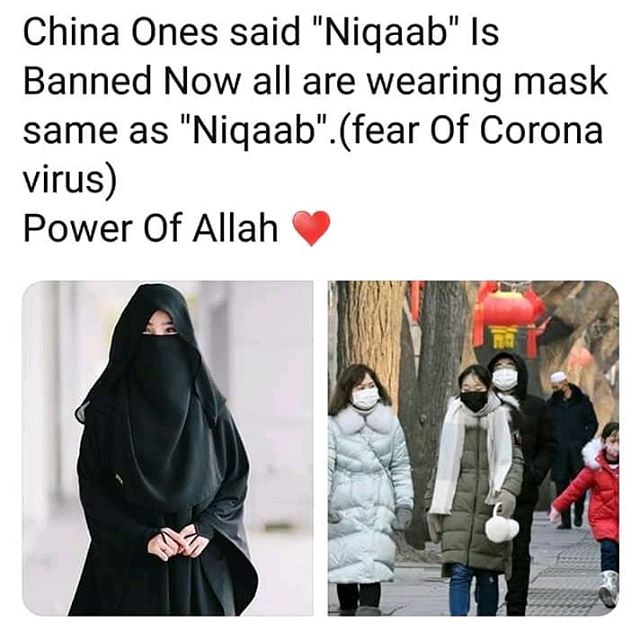 China Ones said "Niqaab" Is
Banned Now all are wearing mask
same as "Niqaab".(fear Of Corona
virus)
Power Of Allah ❤️